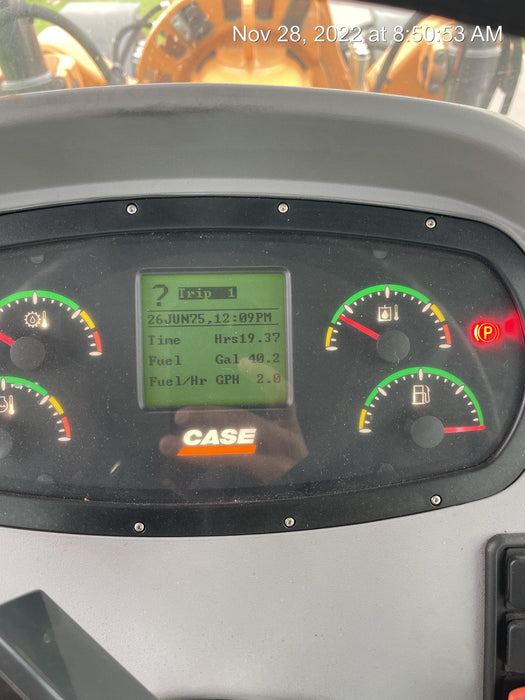 Nov 28, 2022 at 8:50:53 AM
? Trip 1
26JUN75,12:09PM
Time Hrs19.37
Fuel Gal 40.2
Fuel/Hr GPH 2.0
P
CASE